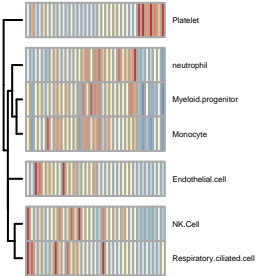 Platelet
neutrophil
Myeloid.progenitor
Monocyte
Endothelial.cell
NK.Cell
Respiratory.ciliated.cell